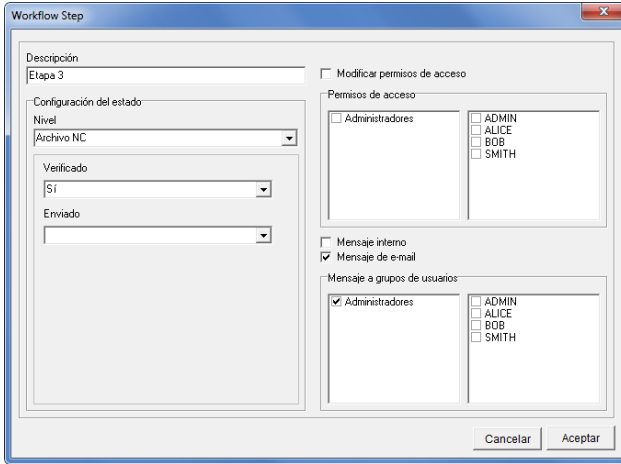 Workflow Step
Descripción
Etapa 3
Configuración del estado
Nivel
Archivo NC
Verificado
Sí
Enviado
Modificar permisos de acceso
Permisos de acceso
Administradores
ADMIN
ALICE
BOB
SMITH
Mensaje interno
Mensaje de e-mail
Mensaje a grupos de usuarios
Administradores
ADMIN
ALICE
BOB
SMITH
Cancelar
Aceptar